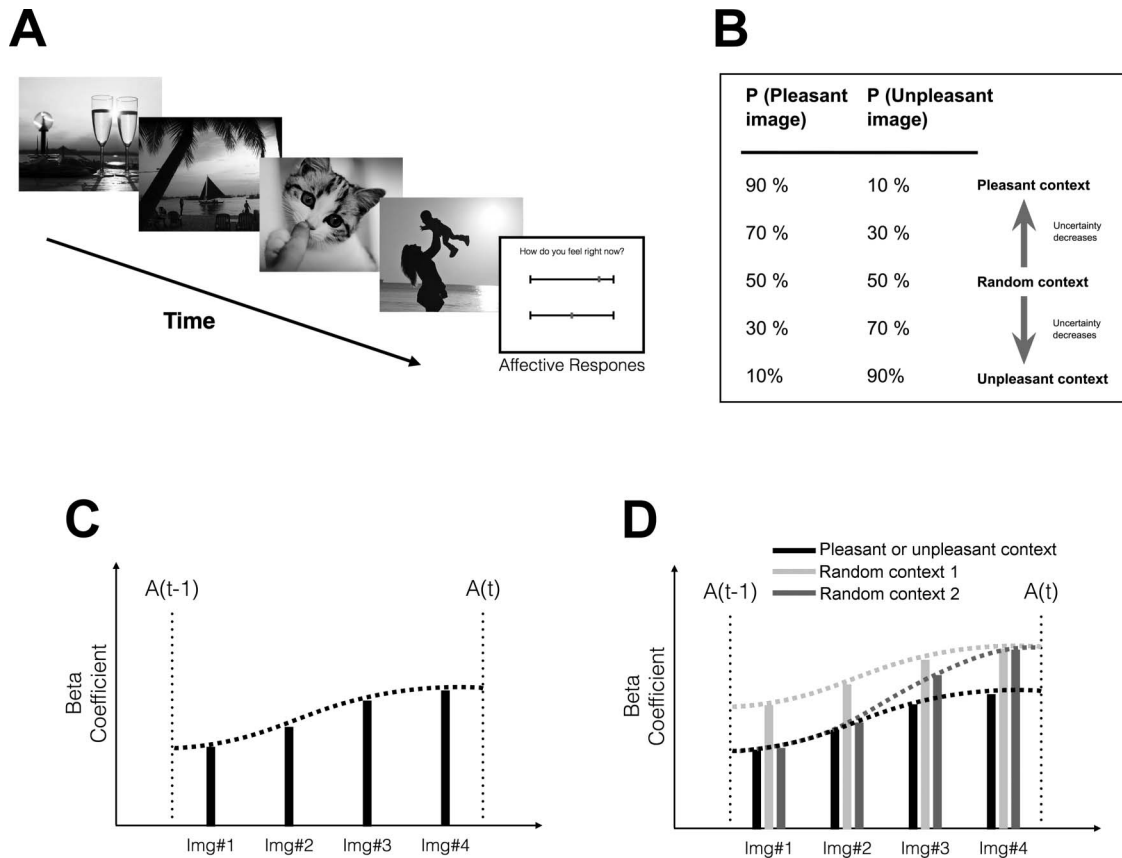 A
How do you feel right now?
Time
Affective Respones
B
P (Pleasant image)
P (Unpleasant image)
90 % 10 % Pleasant context
Uncertainty decreases
70 % 30 %
50 % 50 % Random context
30 % 70 %
Uncertainty decreases
10% 90% Unpleasant context
C
A(t-1)
A(t)
Beta
Coefficient
Img#1 Img#2 Img#3 Img#4
D
Pleasant or unpleasant context
Random context 1
Random context 2
A(t-1)
A(t)
Beta
Coefficient
Img#1 Img#2 Img#3 Img#4